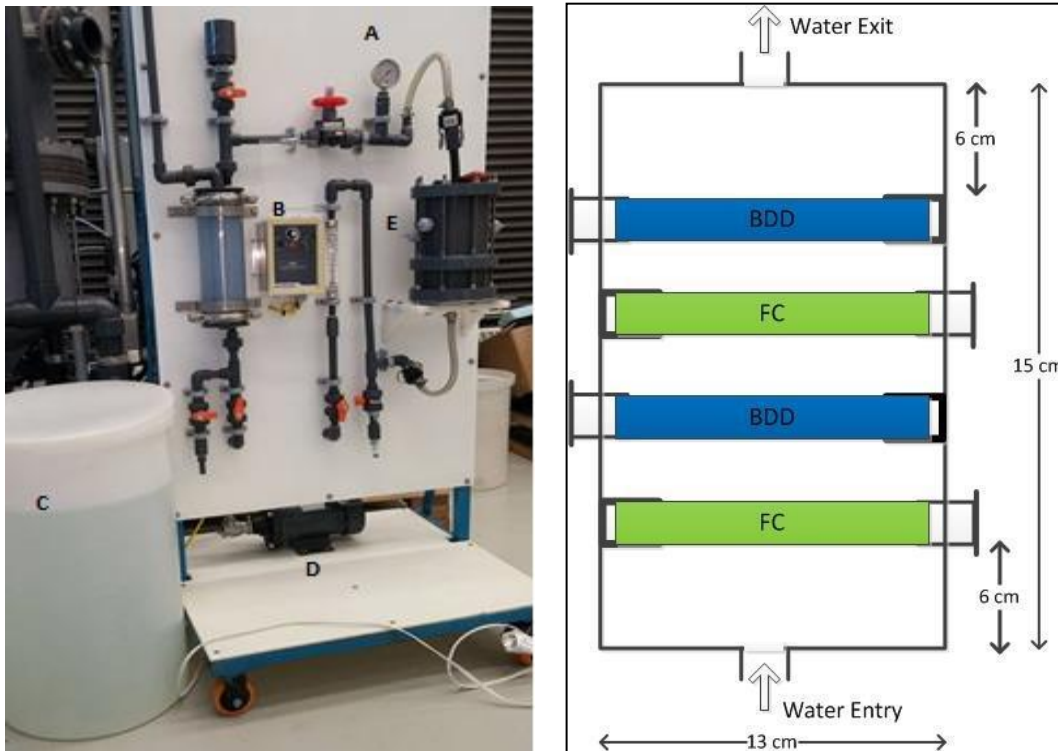 A
B
E
C
D
Water Exit
6 cm
BDD
FC
15 cm
BDD
FC
6 cm
Water Entry
13 cm